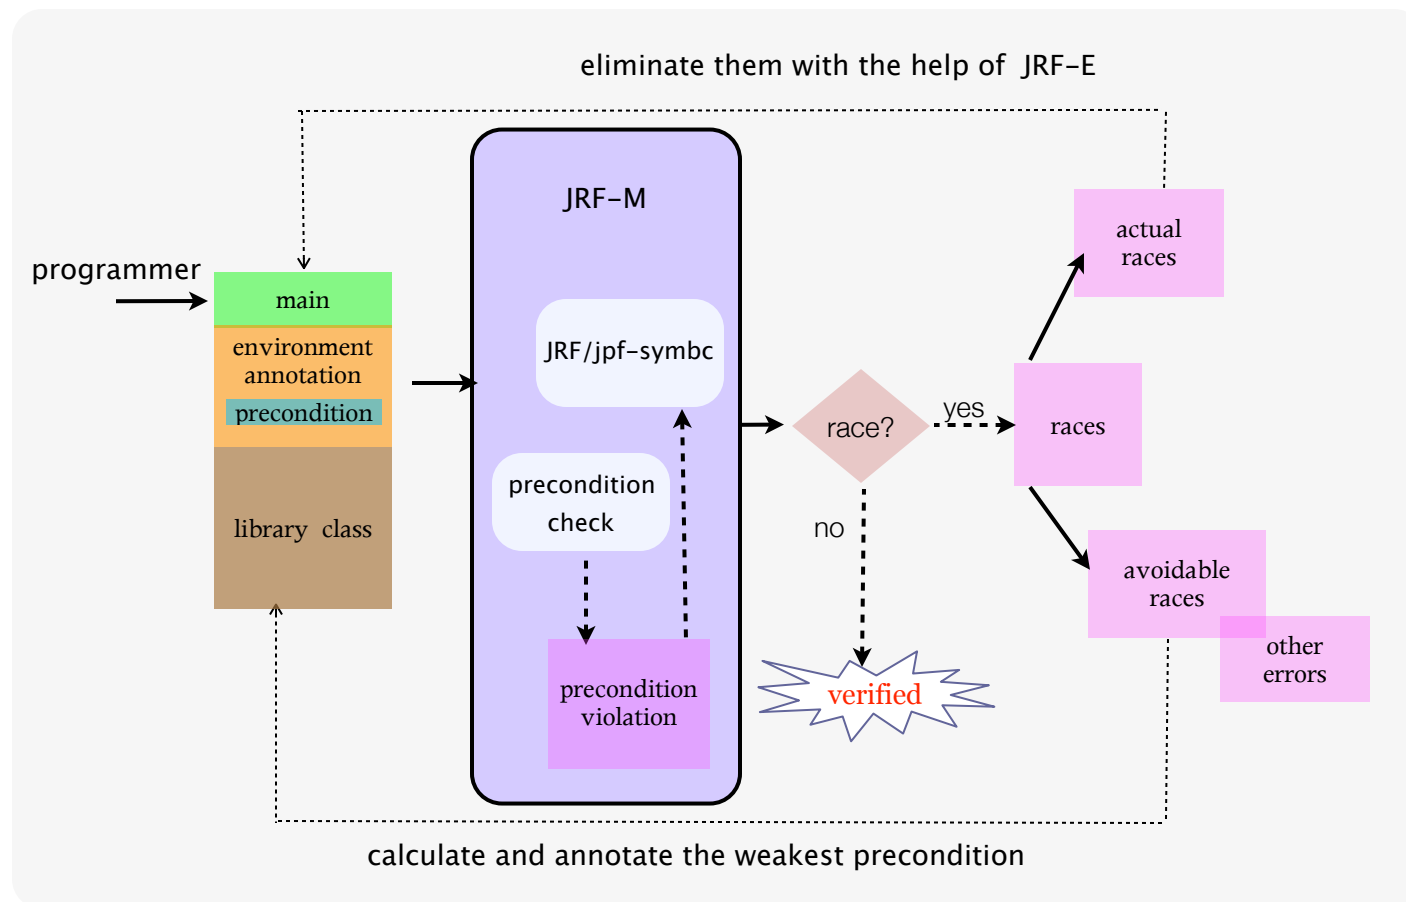 eliminate them with the help of JRF-E
JRF-M
programmer
main
environment
annotation
precondition
library class
JRF/jpf-symbc
precondition
check
precondition
violation
race?
yes
no
verified
actual
races
races
avoidable
races
other
errors
calculate and annotate the weakest precondition